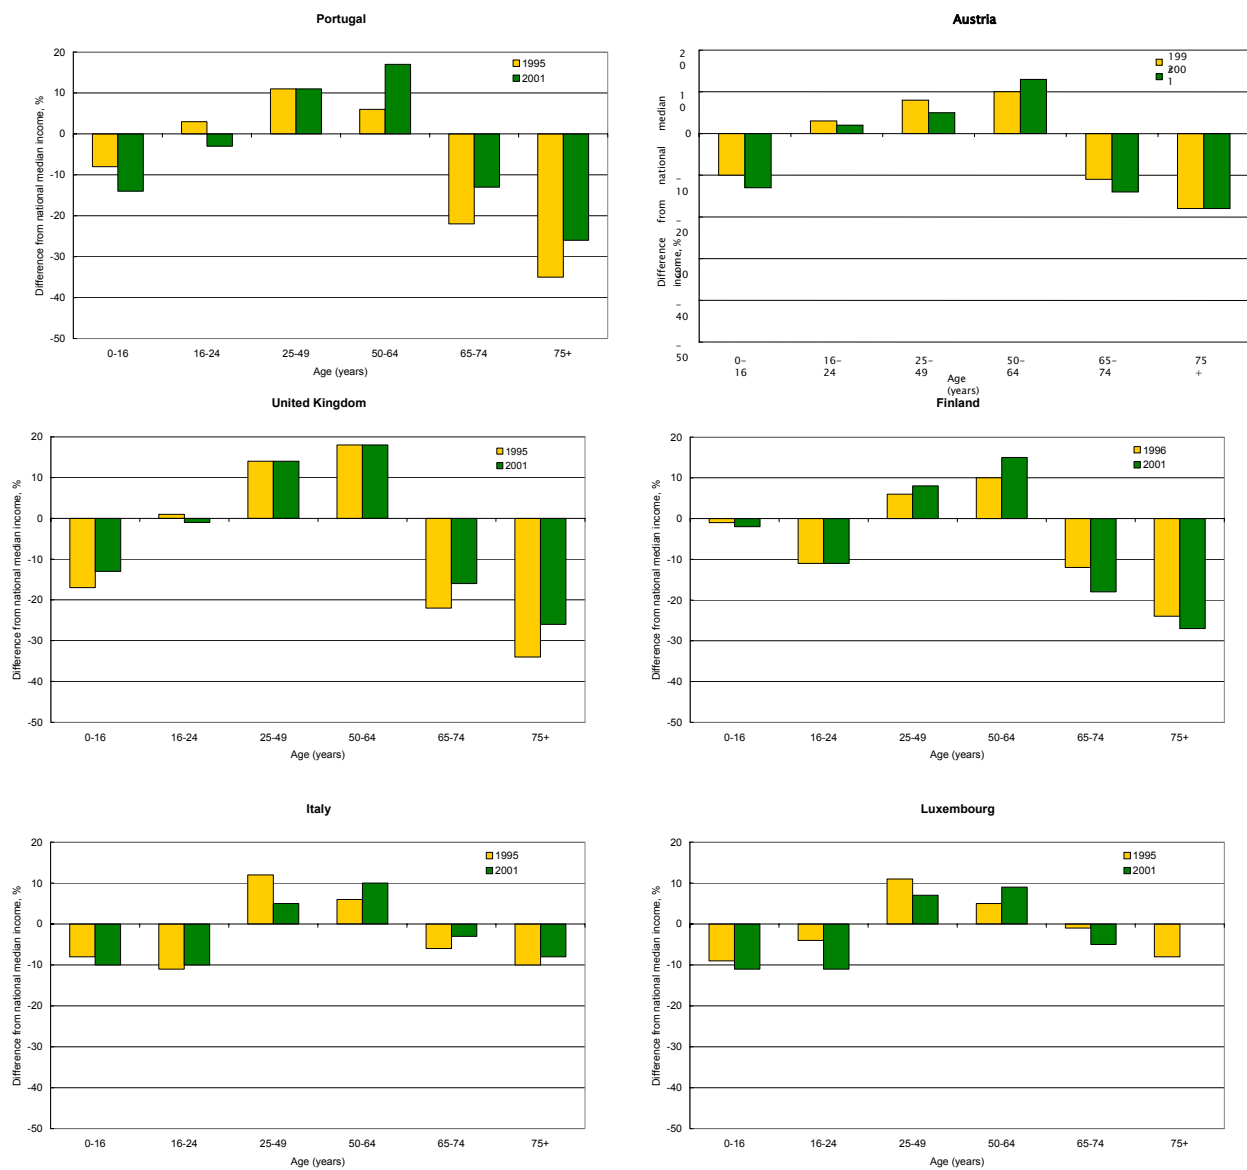 Portugal
20
10
0
-10
-20
-30
-40
-50
Difference from national median income, %
1995
2001
0-16 16-24 25-49 50-64 65-74 75+
Age (years)
Austria
2
0
1
0
0
–
10
–
20
–
30
–
40
–
50
Difference from national median
income, %
199
200
1
0– 16– 25– 50– 65– 75
16 24 49 64 74 +
Age
(years)
United Kingdom
20
10
0
-10
-20
-30
-40
-50
Difference from national median income, %
1995
2001
0-16 16-24 25-49 50-64 65-74 75+
Age (years)
Finland
20
10
0
-10
-20
-30
-40
-50
Difference from national median income, %
1996
2001
0-16 16-24 25-49 50-64 65-74 75+
Age (years)
Italy
20
10
0
-10
-20
-30
-40
-50
Difference from national median income, %
1995
2001
0-16 16-24 25-49 50-64 65-74 75+
Age (years)
Luxembourg
20
10
0
-10
-20
-30
-40
-50
Difference from national median income, %
1995
2001
0-16 16-24 25-49 50-64 65-74 75+
Age (years)